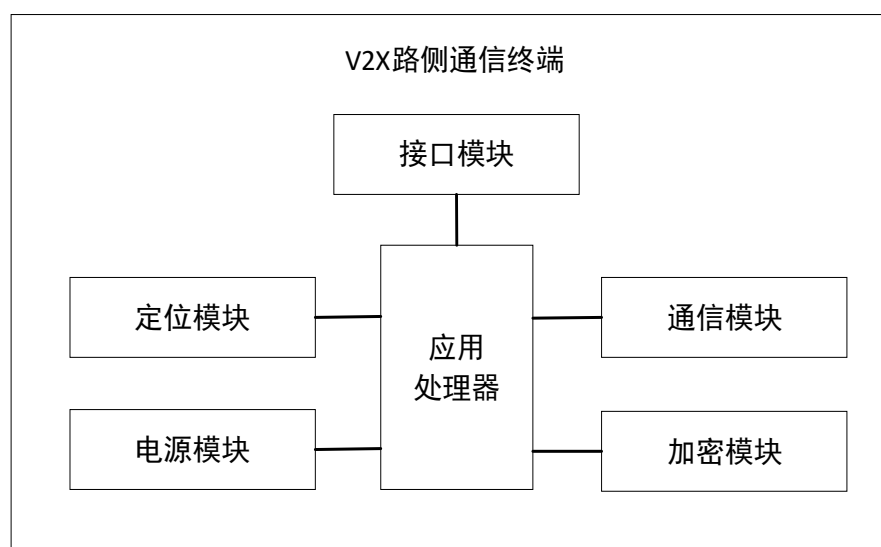 V2X路侧通信终端
接口模块
定位模块
通信模块
应用
处理器
电源模块
加密模块